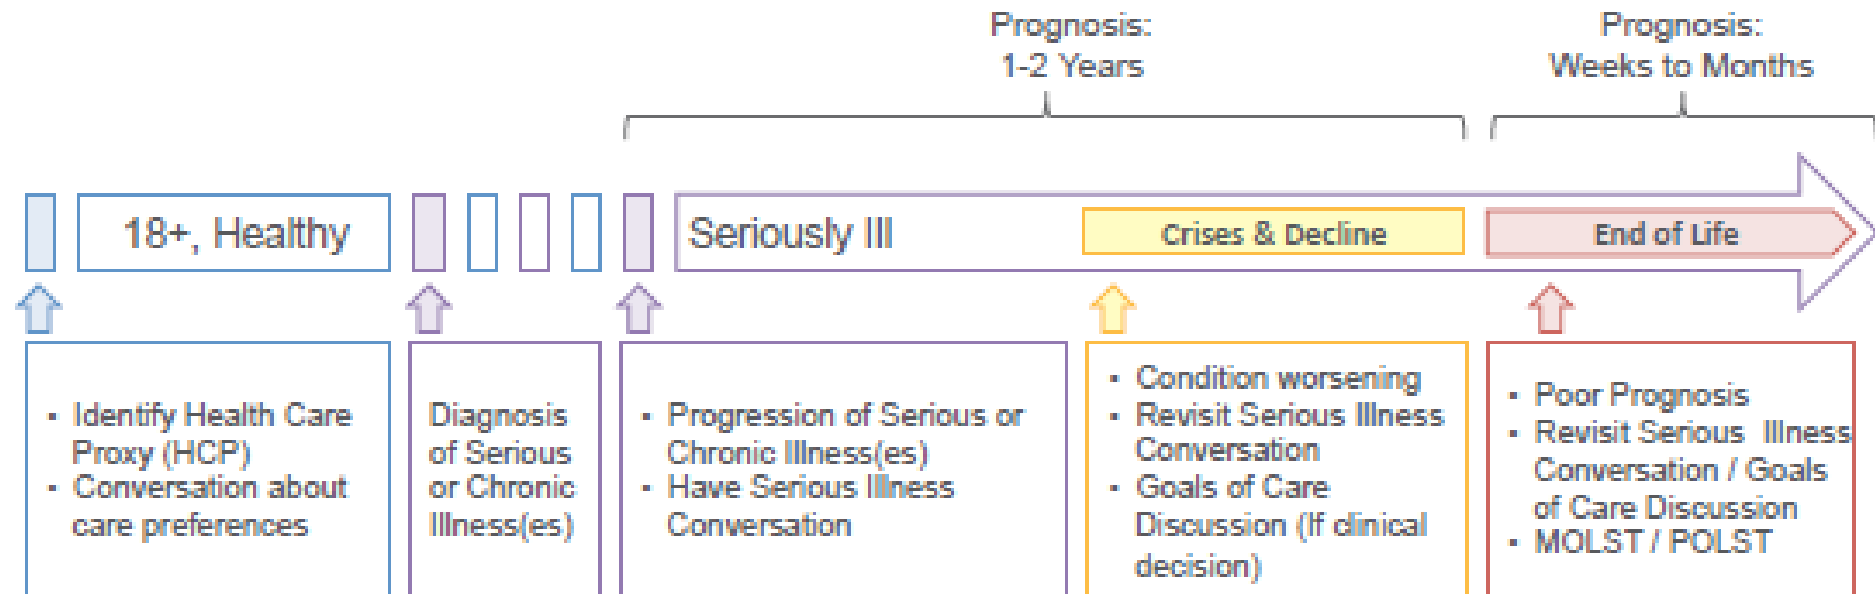 Prognosis:
1-2 Years
Prognosis:
Weeks to Months
18+, Healthy
Seriously Ill
Crises & Decline
End of Life
▪ Identify Health Care
Proxy (HCP)
▪ Conversation about
care preferences
Diagnosis
of Serious
or Chronic
Illness(es)
▪ Progression of Serious or
Chronic Illness(es)
▪ Have Serious Illness
Conversation
▪ Condition worsening
▪ Revisit Serious Illness
Conversation
▪ Goals of Care
Discussion (If clinical
decision)
▪ Poor Prognosis
▪ Revisit Serious Illness
Conversation / Goals
of Care Discussion
▪ MOLST / POLST